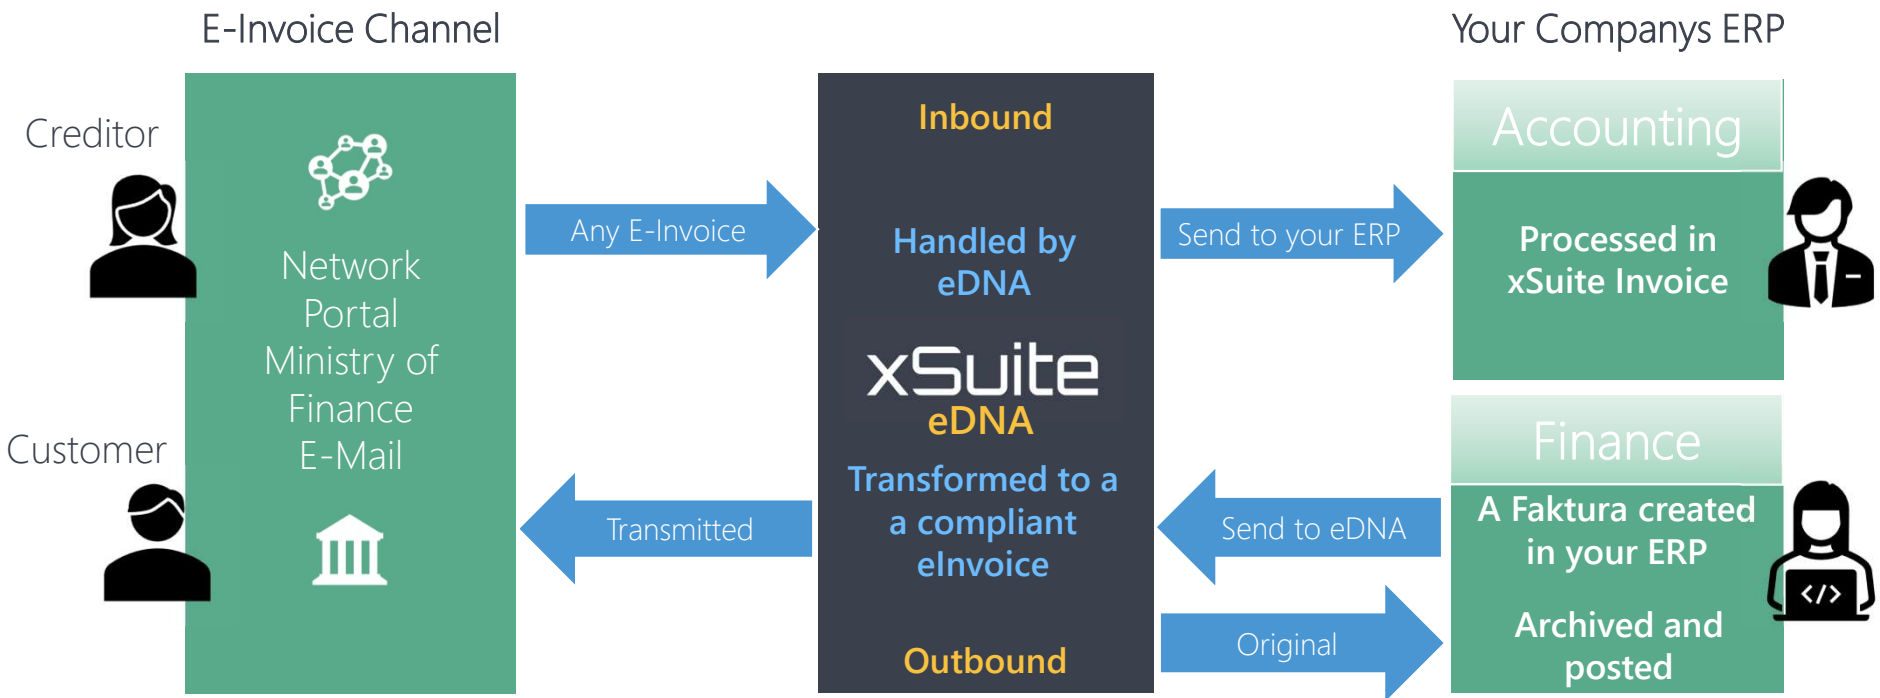 E-Invoice Channel
Your Companys ERP
Creditor
Customer
Network
Portal
Ministry of
Finance
E-Mail
Any E-Invoice
Transmitted
Inbound
Handled by
eDNA
xSuite
eDNA
Transformed to a
a compliant
eInvoice
Outbound
Send to your ERP
Send to eDNA
Original
Accounting
Processed in
xSuite Invoice
Finance
A Faktura created
in your ERP
Archived and
posted
</>